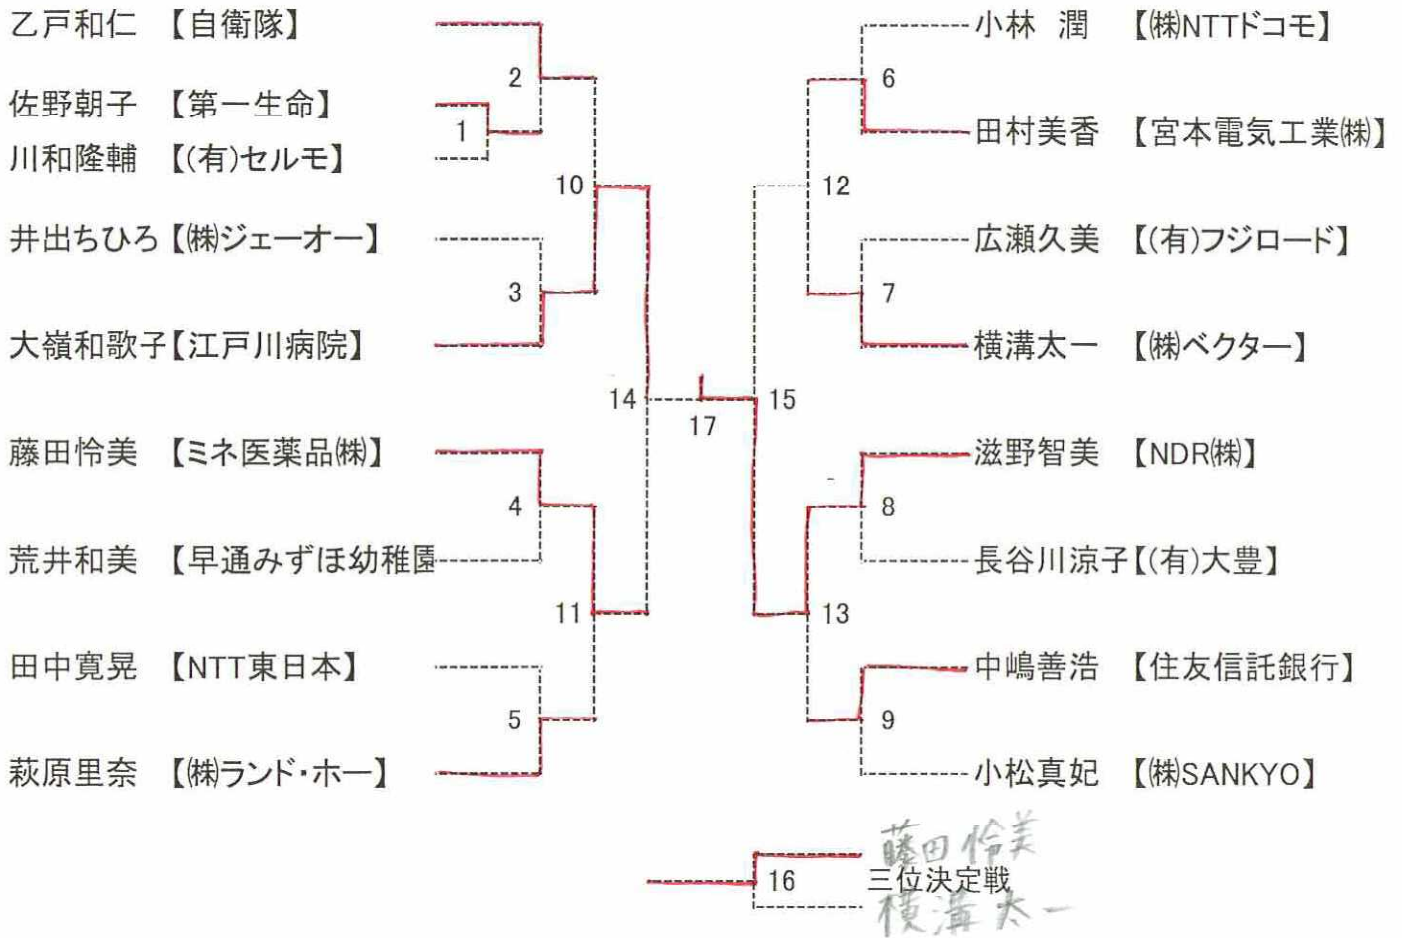 乙戸和仁 【自衛隊】
2
佐野朝子 【第一生命】
1
川和隆輔 【(有)セルモ】
10
井出ちひろ【㈱ジェーオー】
3
大嶺和歌子【江戸川病院】
14
藤田怜美 【ミネ医薬品㈱】
4
荒井和美 【早通みずほ幼稚園
11
田中寛晃 【NTT東日本】
5
萩原里奈 【㈱ランド・ホー】
17
小林 潤 【㈱NTTドコモ】
6
田村美香 【宮本電気工業㈱】
12
広瀬久美 【(有)フジロード】
7
横溝太一 【㈱ベクター】
15
滋野智美 【NDR㈱】
8
長谷川涼子【(有)大豊】
13
中嶋善浩 【住友信託銀行】
9
小松真妃 【㈱SANKYO】
藤田怜美
16 三位決定戦
横溝太一